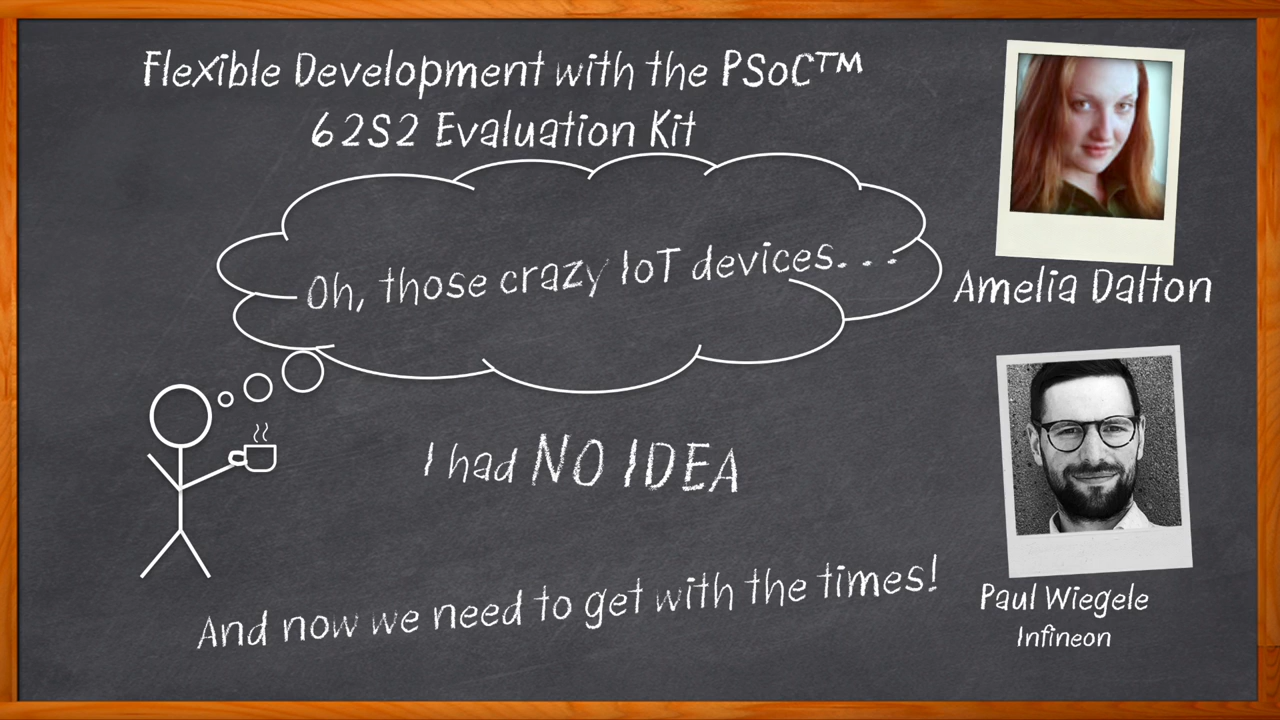 Flexible Development with the PSoC™
62S2 Evaluation Kit
Oh, those crazy IoT devices...
I had NO IDEA
And now we need to get with the times!
Amelia Dalton
Paul Wiegele
Infineon